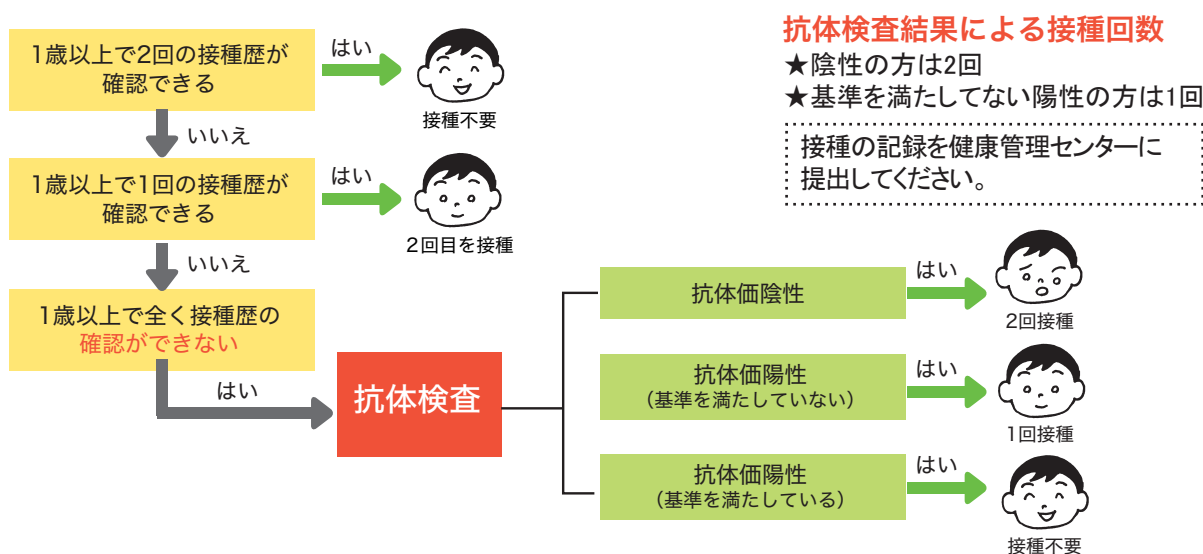 1歳以上で2回の接種歴が
確認できる
はい
接種不要
いいえ
1歳以上で1回の接種歴が
確認できる
はい
2回目を接種
いいえ
1歳以上で全く接種歴の
確認ができない
はい
抗体検査
抗体価陰性
はい
2回接種
抗体価陽性
(基準を満たしていない)
はい
1回接種
抗体価陽性
(基準を満たしている)
はい
接種不要
抗体検査結果による接種回数
★陰性の方は2回
★基準を満たしてない陽性の方は1回
接種の記録を健康管理センターに
提出してください。